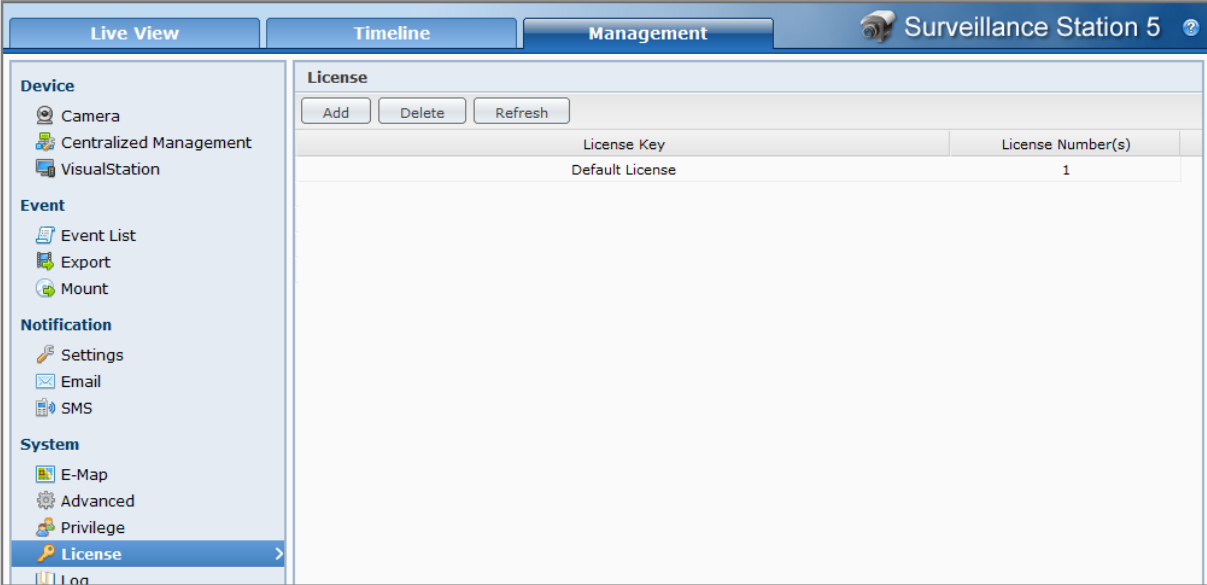 Live View
Timeline
Management
Surveillance Station 5 ?
Device
Camera
Centralized Management
VisualStation
Event
Event List
Export
Mount
Notification
Settings
Email
SMS
System
E-Map
Advanced
Privilege
License
Log
License
Add Delete Refresh
License Key License Number(s)
Default License 1